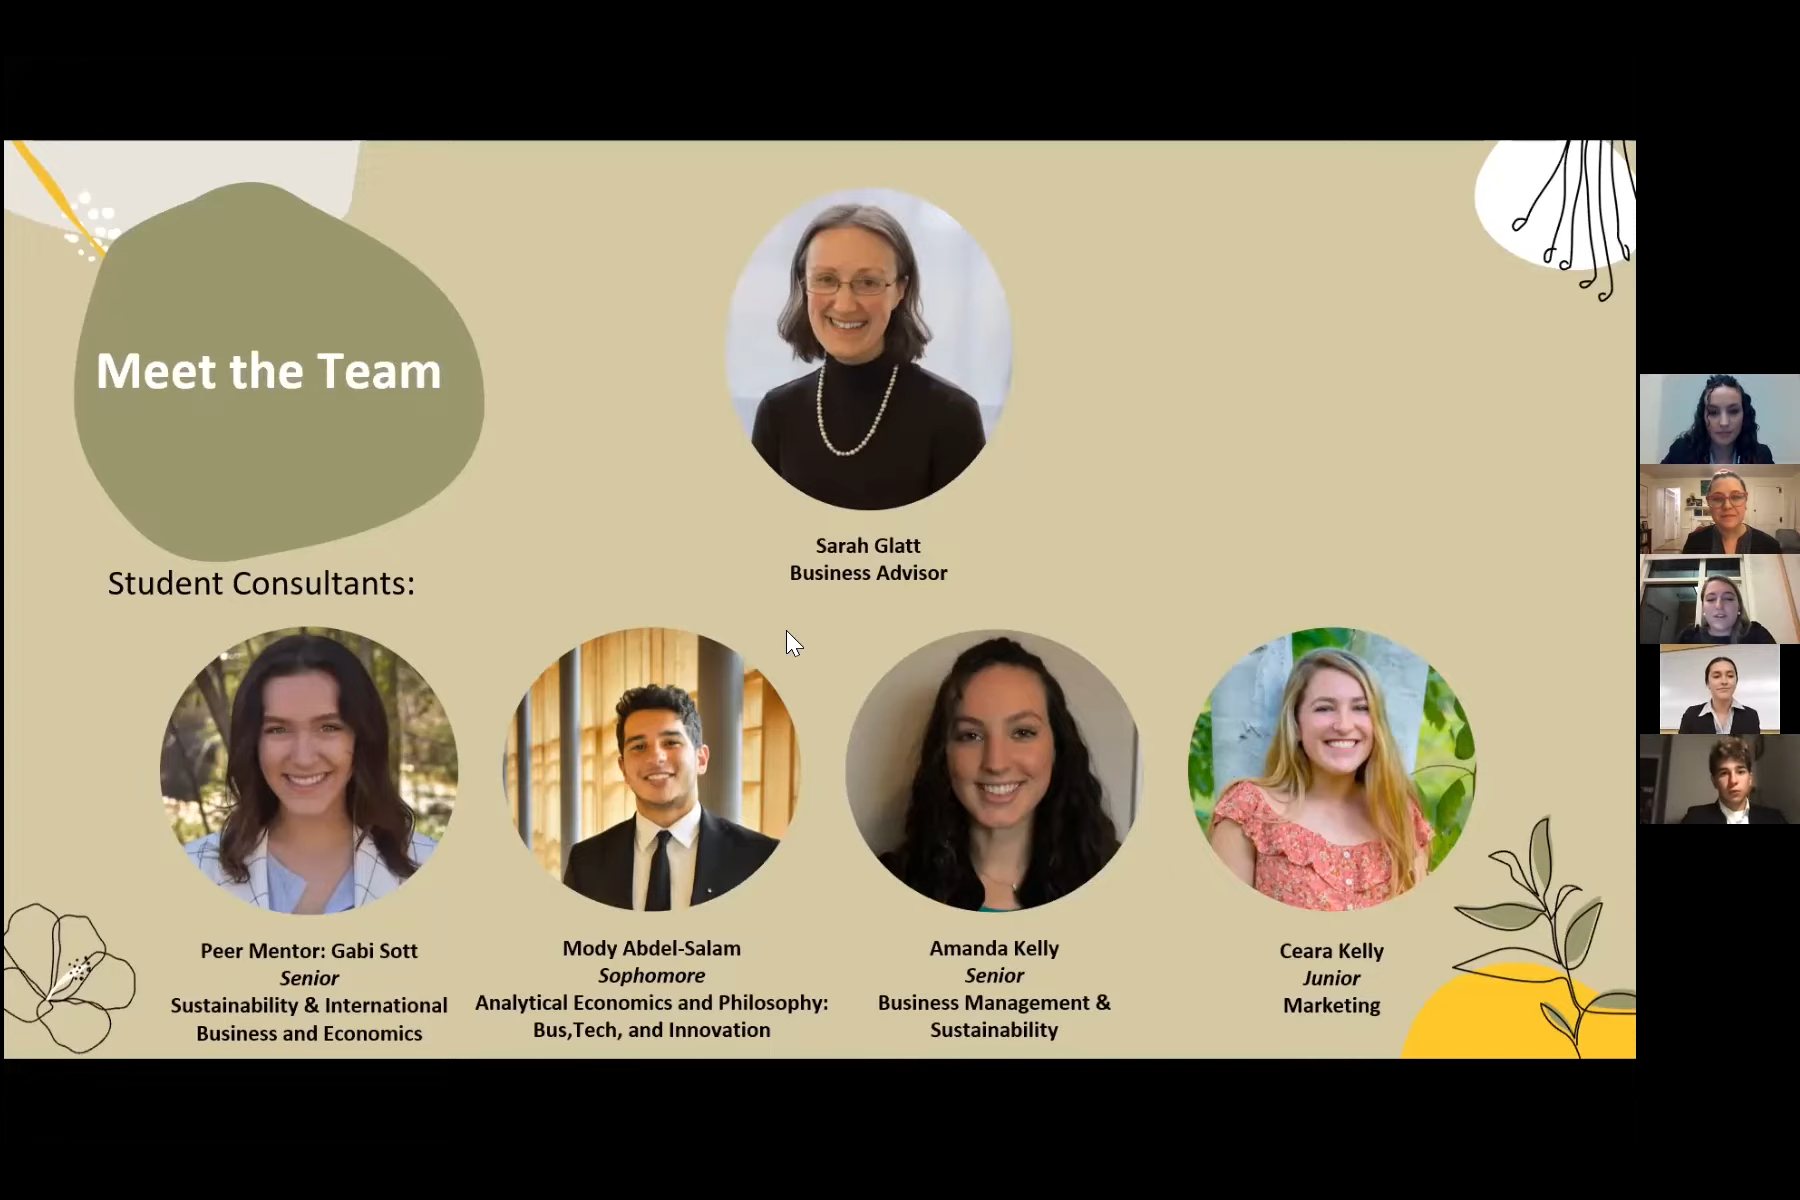 Meet the Team
Sarah Glatt
Business Advisor
Student Consultants:
Peer Mentor: Gabi Sott
Senior
Sustainability & International
Business and Economics
Mody Abdel-Salam
Sophomore
Analytical Economics and Philosophy:
Bus,Tech, and Innovation
Amanda Kelly
Senior
Business Management &
Sustainability
Ceara Kelly
Junior
Marketing